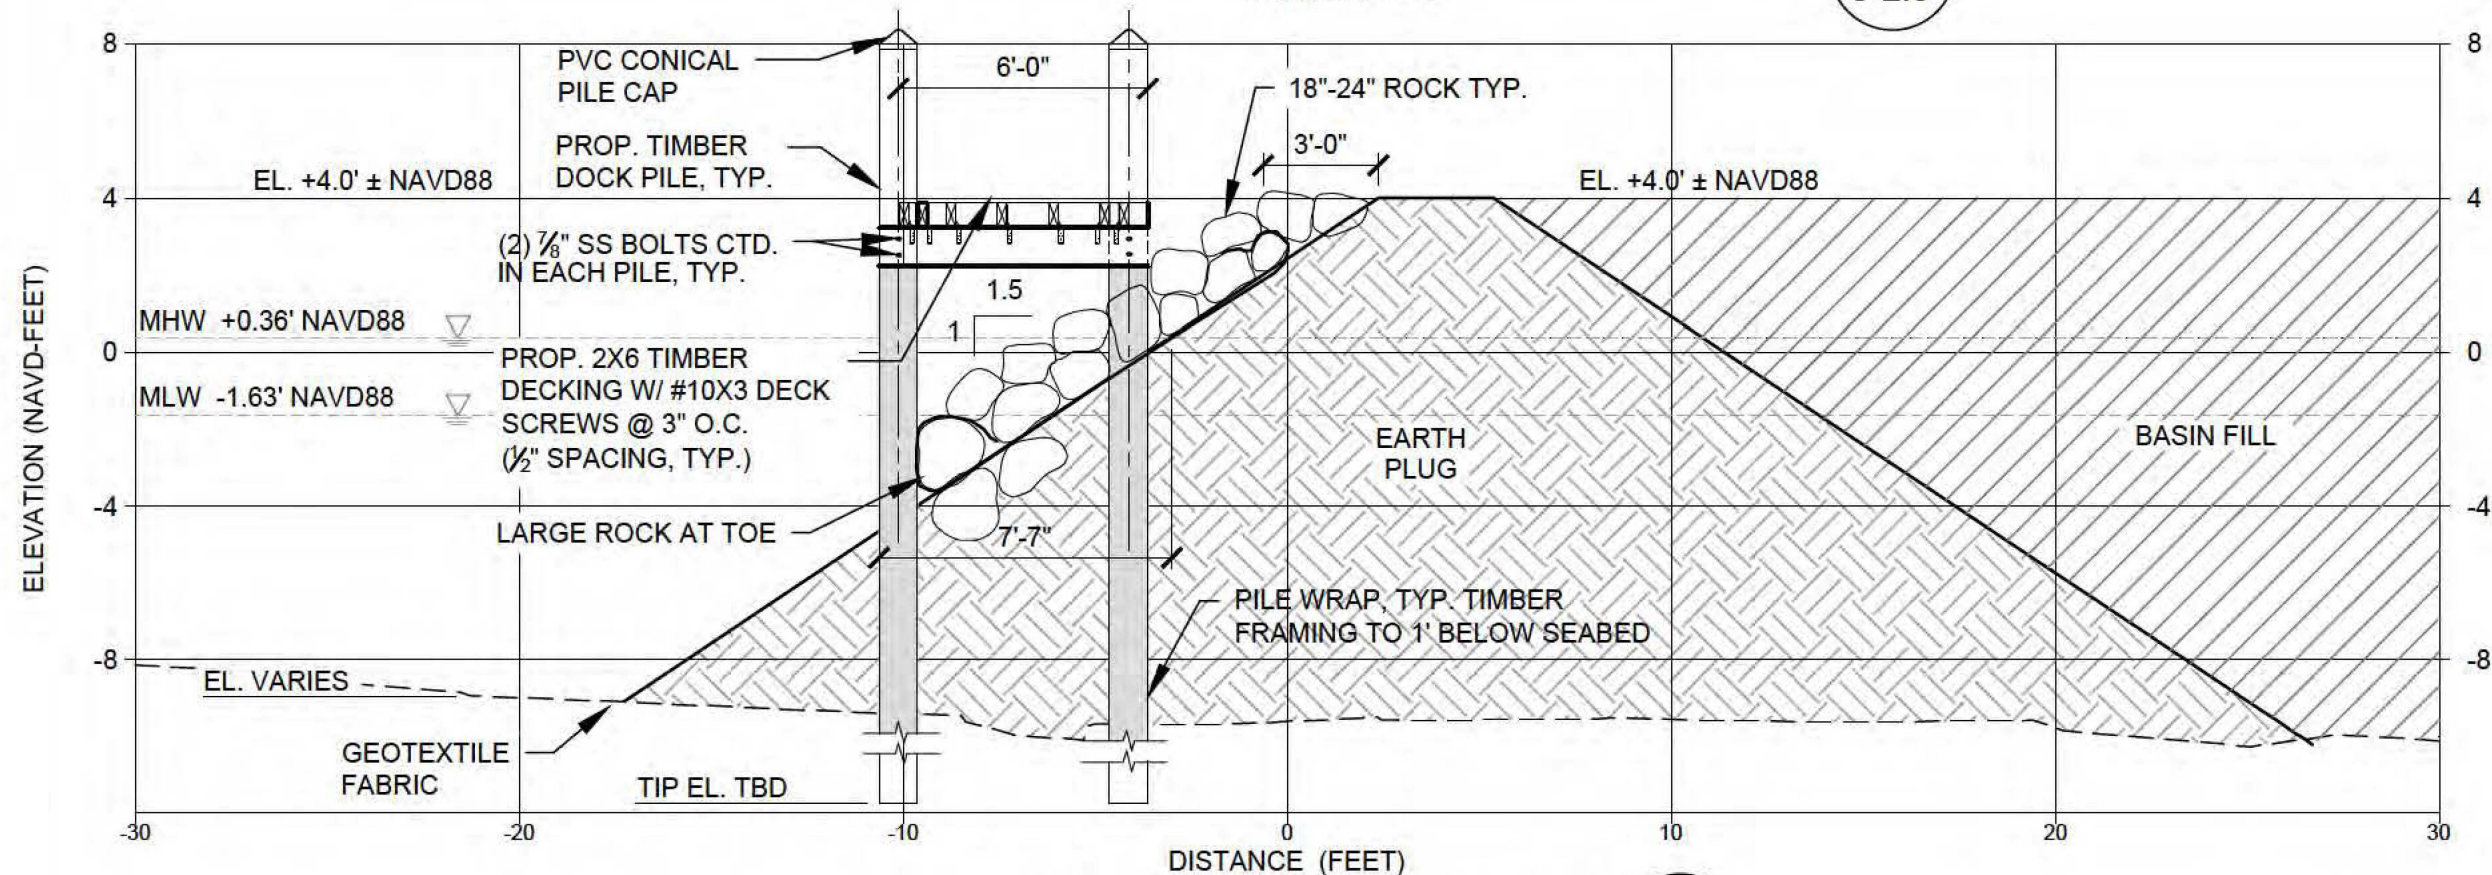 8
8
PVC CONICAL
PILE CAP
6'-0"
18"-24" ROCK TYP.
PROP. TIMBER
DOCK PILE, TYP.
3'-0"
EL. +4.0' ± NAVD88
EL. +4.0' ± NAVD88
4
4
(2) 7/8" SS BOLTS CTD.
IN EACH PILE, TYP.
1.5
1
MHW +0.36' NAVD88
0
0
PROP. 2X6 TIMBER
DECKING W/ #10X3 DECK
SCREWS @ 3" O.C.
(1/2" SPACING, TYP.)
MLW -1.63' NAVD88
EARTH
PLUG
BASIN FILL
-4
-4
LARGE ROCK AT TOE
7'-7"
PILE WRAP, TYP. TIMBER
FRAMING TO 1' BELOW SEABED
-8
-8
EL. VARIES
GEOTEXTILE
FABRIC
TIP EL. TBD
ELEVATION (NAVD-FEET)
-30
-20
-10
0
10
20
30
DISTANCE (FEET)